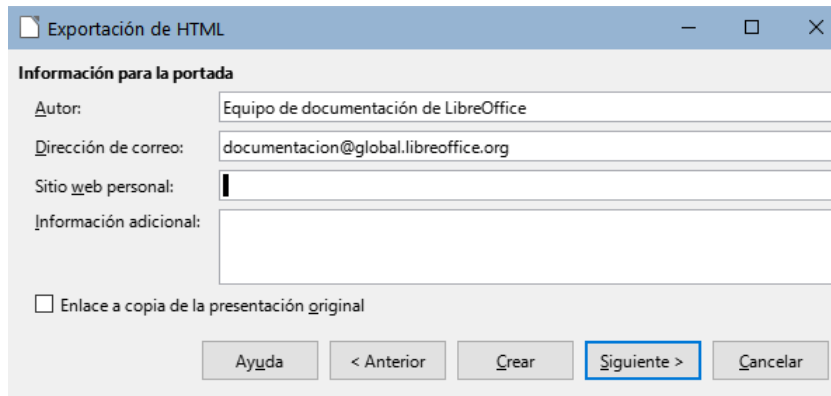 Exportación de HTML
Información para la portada
Autor: Equipo de documentación de LibreOffice
Dirección de correo: documentacion@global.libreoffice.org
Sitio web personal:
Información adicional:
Enlace a copia de la presentación original
Ayuda < Anterior Crear Siguiente > Cancelar